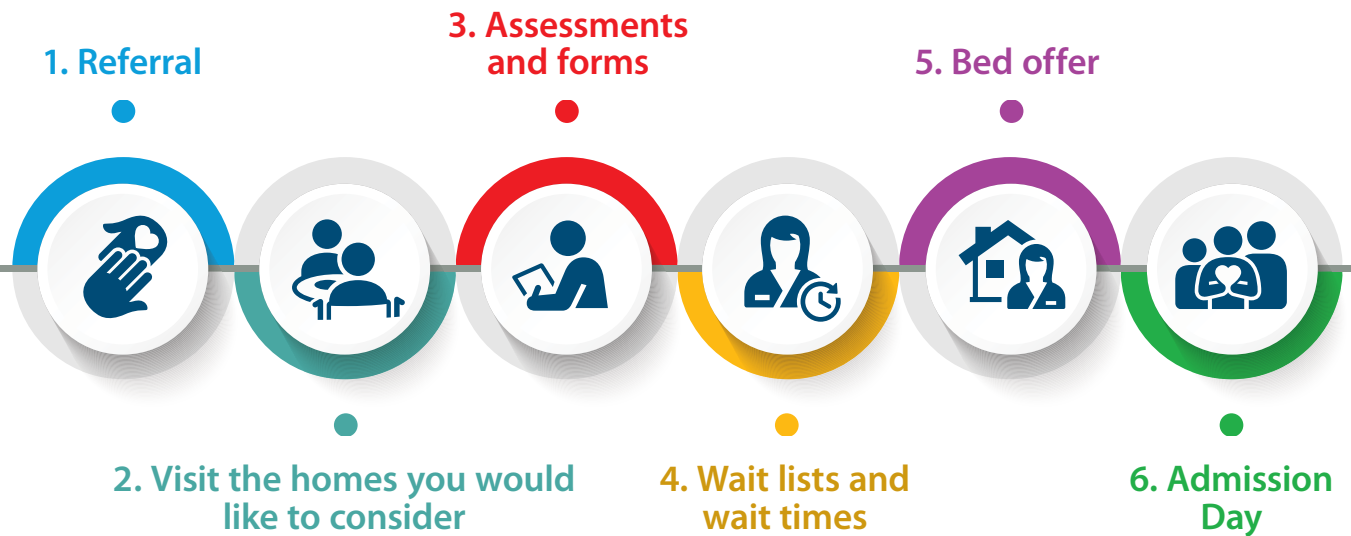 1. Referral
2. Visit the homes you would
like to consider
3. Assessments
and forms
4. Wait lists and
wait times
5. Bed offer
6. Admission
Day